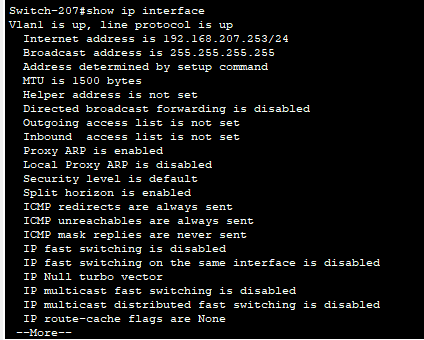 Switch-207#show ip interface
Vlan1 is up, line protocol is up
Internet address is 192.168.207.253/24
Broadcast address is 255.255.255.255
Address determined by setup command
MTU is 1500 bytes
Helper address is not set
Directed broadcast forwarding is disabled
Outgoing access list is not set
Inbound  access list is not set
Proxy ARP is enabled
Local Proxy ARP is disabled
Security level is default
Split horizon is enabled
ICMP redirects are always sent
ICMP unreachables are always sent
ICMP mask replies are never sent
IP fast switching is disabled
IP fast switching on the same interface is disabled
IP Null turbo vector
IP multicast fast switching is disabled
IP multicast distributed fast switching is disabled
IP route-cache flags are None
--More--